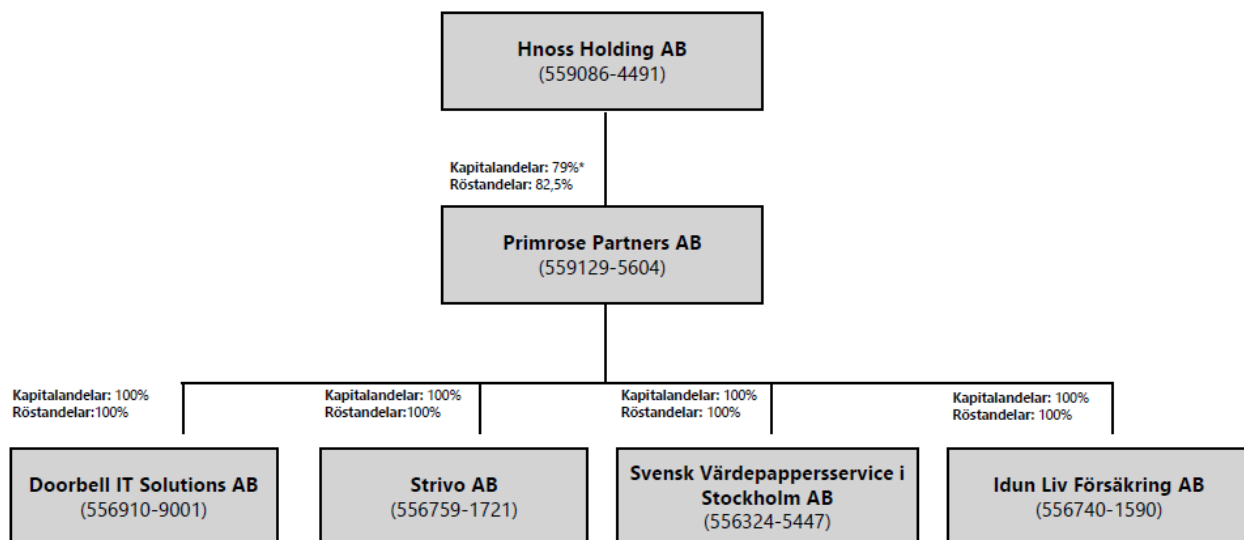 Hnoss Holding AB
(559086-4491)
Kapitalandelar: 79%*
Röstandelar: 82,5%
Primrose Partners AB
(559129-5604)
Kapitalandelar: 100%
Röstandelar:100%
Kapitalandelar: 100%
Röstandelar:100%
Kapitalandelar: 100%
Röstandelar: 100%
Kapitalandelar: 100%
Röstandelar: 100%
Doorbell IT Solutions AB
(556910-9001)
Strivo AB
(556759-1721)
Svensk Värdepappersservice i
Stockholm AB
(556324-5447)
Idun Liv Försäkring AB
(556740-1590)